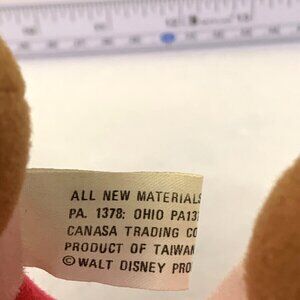 ALL NEW MATERIALS
PA. 1378: OHIO PA13
CANASA TRADING CO
PRODUCT OF TAIWAN
©WALT DISNEY PRO